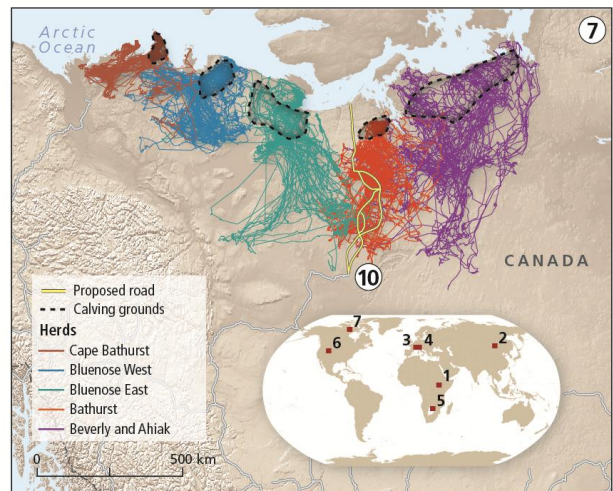 Arctic
Ocean
7
10
CANADA
Proposed road
Calving grounds
Herds
Cape Bathurst
Bluenose West
Bluenose East
Bathurst
Beverly and Ahiak
0 500 km
7
6
3 4
2
1
5